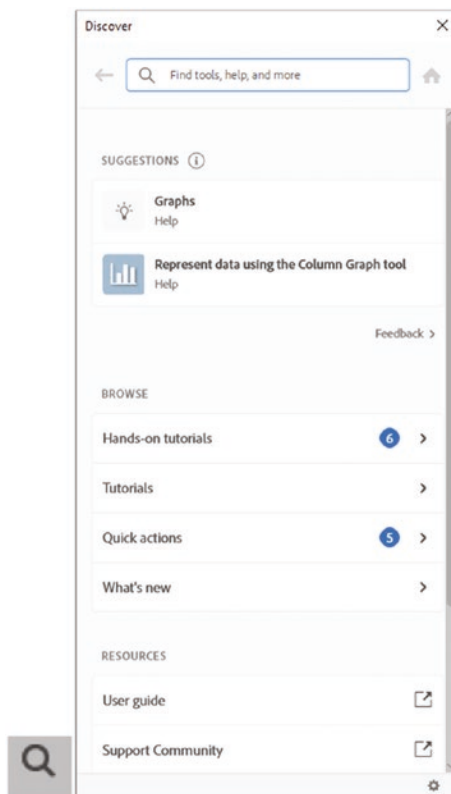 Discover
Find tools, help, and more
SUGGESTIONS
Graphs
Help
Represent data using the Column Graph tool
Help
Feedback >
BROWSE
Hands-on tutorials 6 >
Tutorials >
Quick actions 5 >
What's new >
RESOURCES
User guide
Support Community